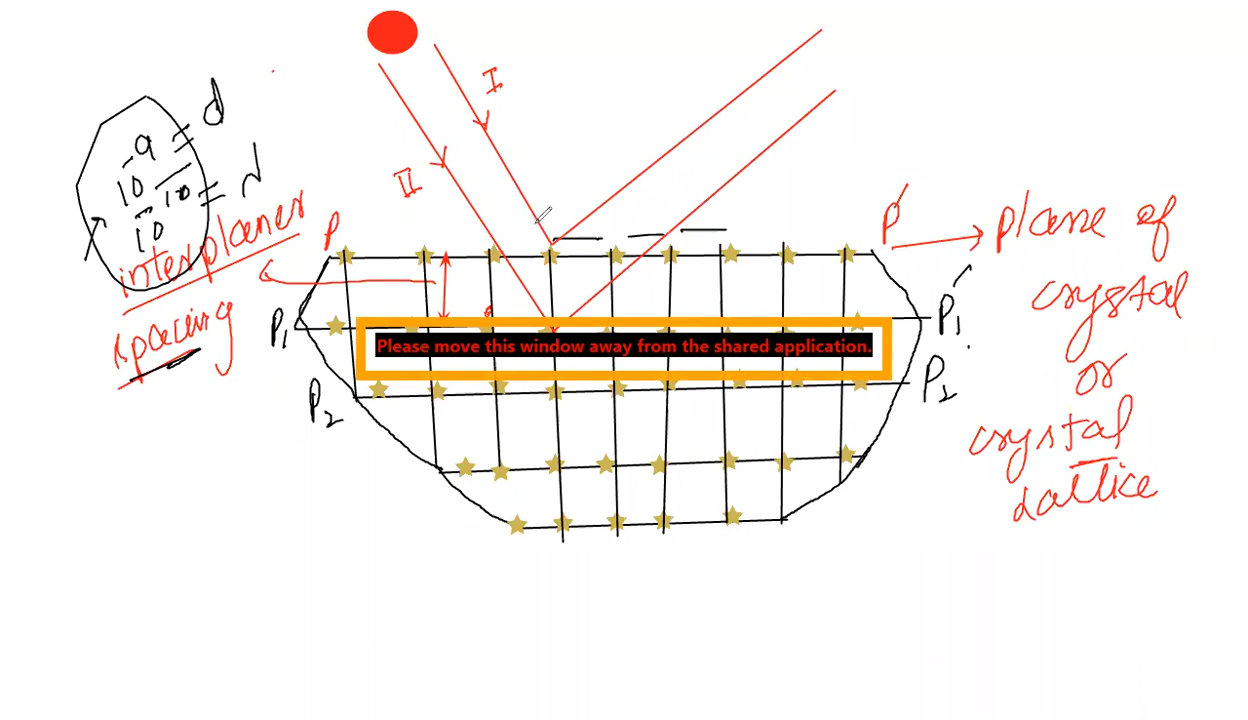 I
II
9 = d
10
10 = λ
10
interplaner
spacing
P
P'
plane of
crystal
or
crystal
Lattice
P1
P1'
Please move this window away from the shared application.
P2
P2'